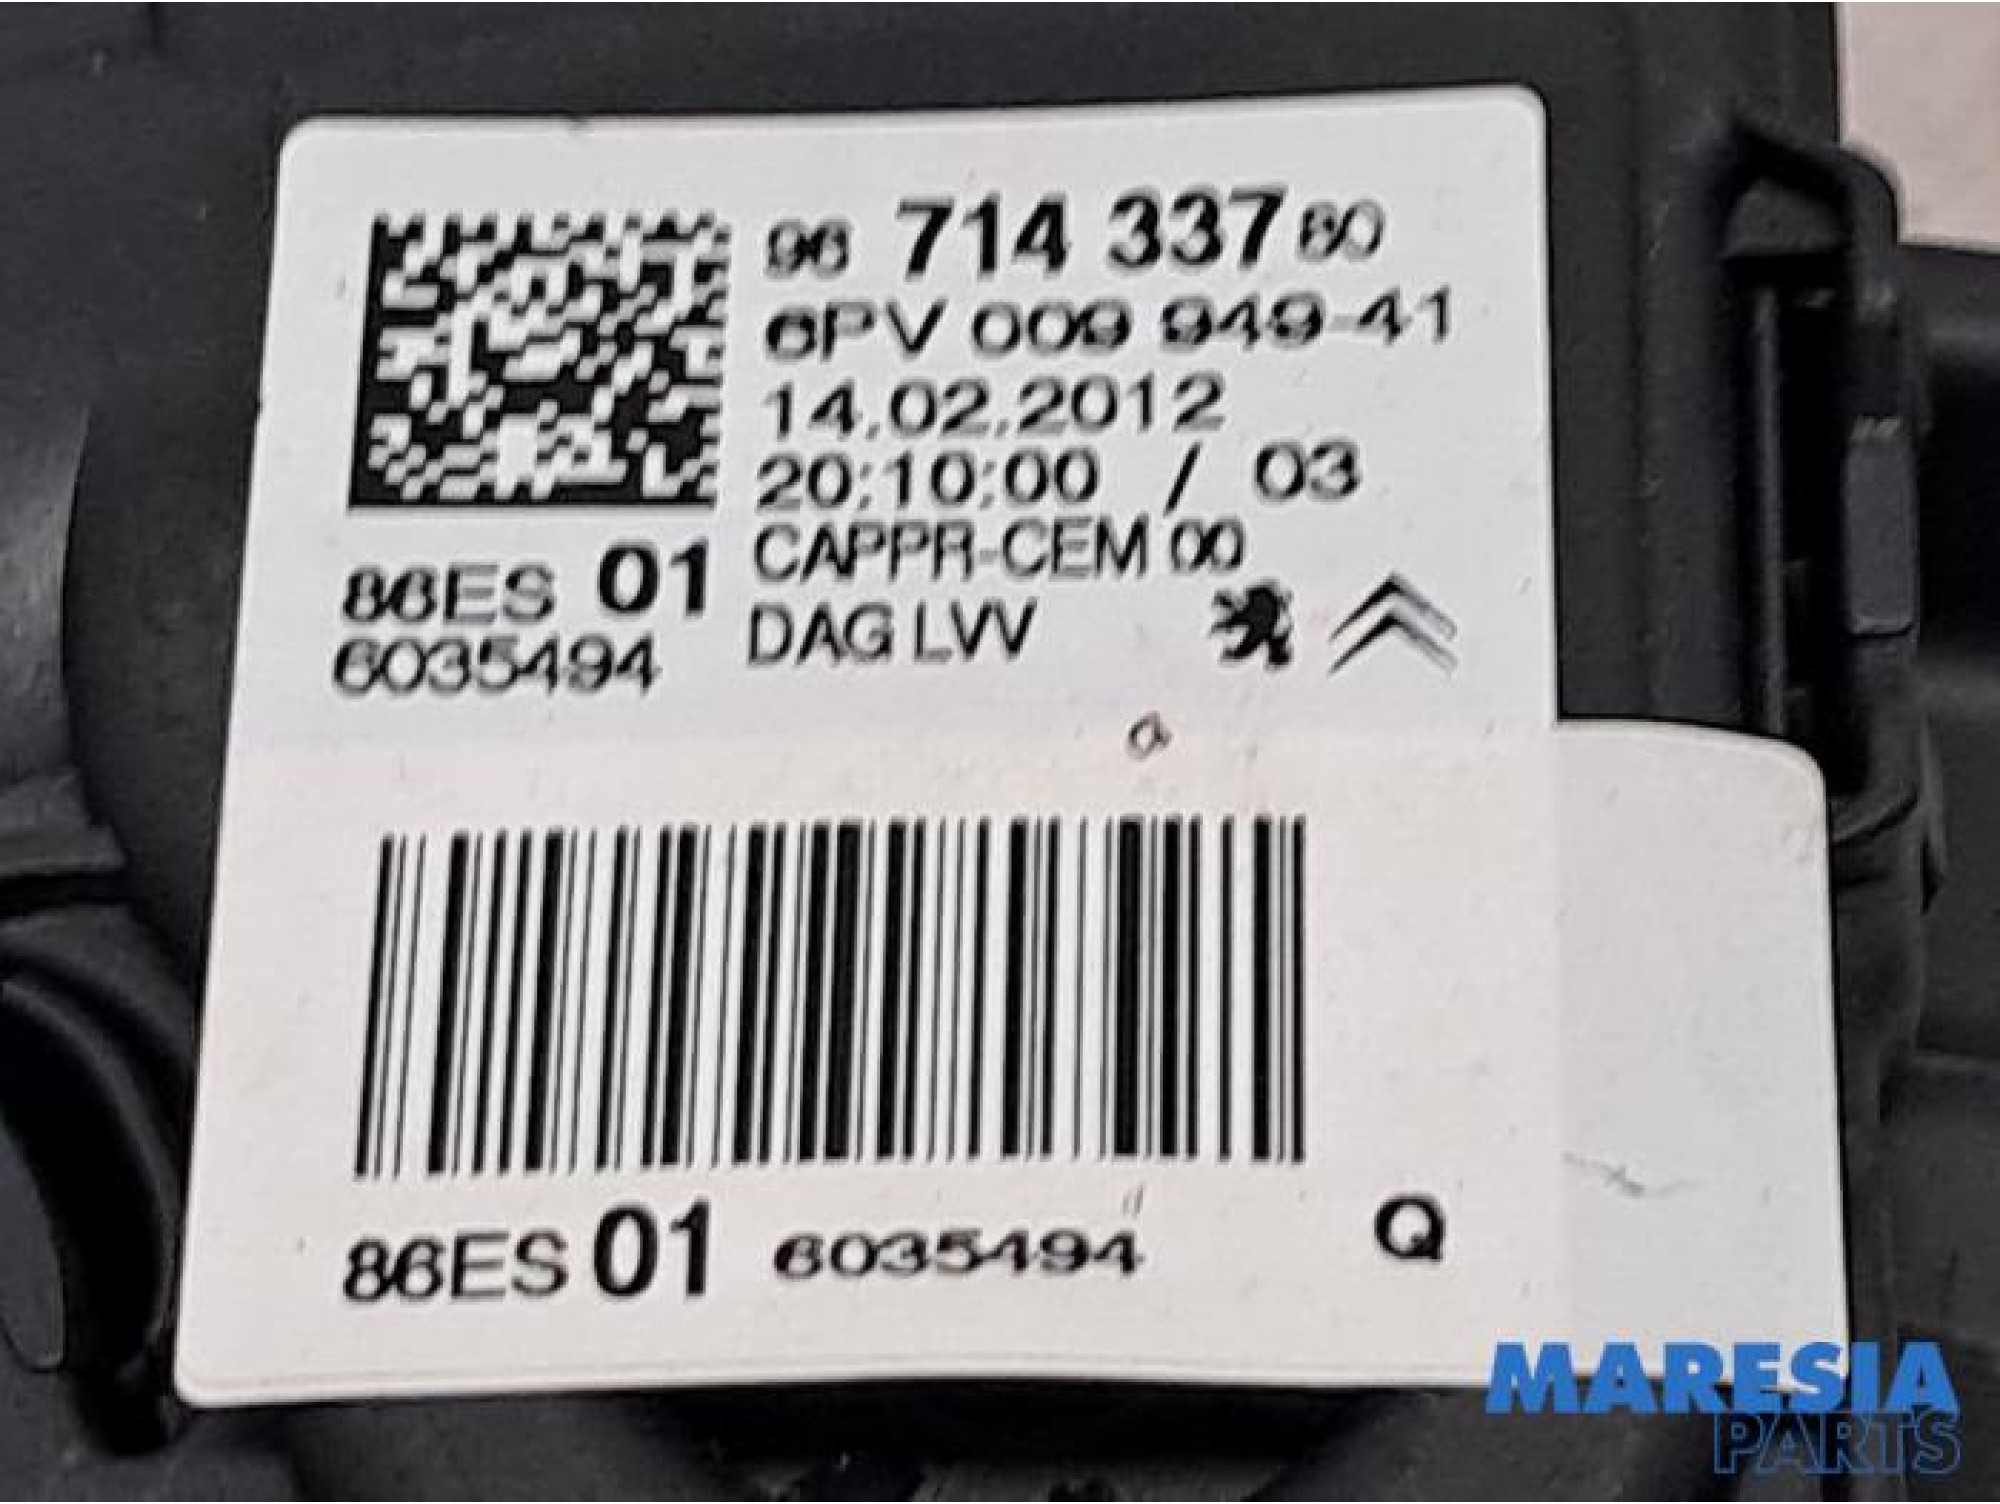 96 714 337 80
6PV 009 949-41
14.02.2012
20:10:00 / 03
CAPPR-CEM 00
DAG LVV
86ES 01
6035494
86ES 01 6035494 Q
MARESIA
PARTS